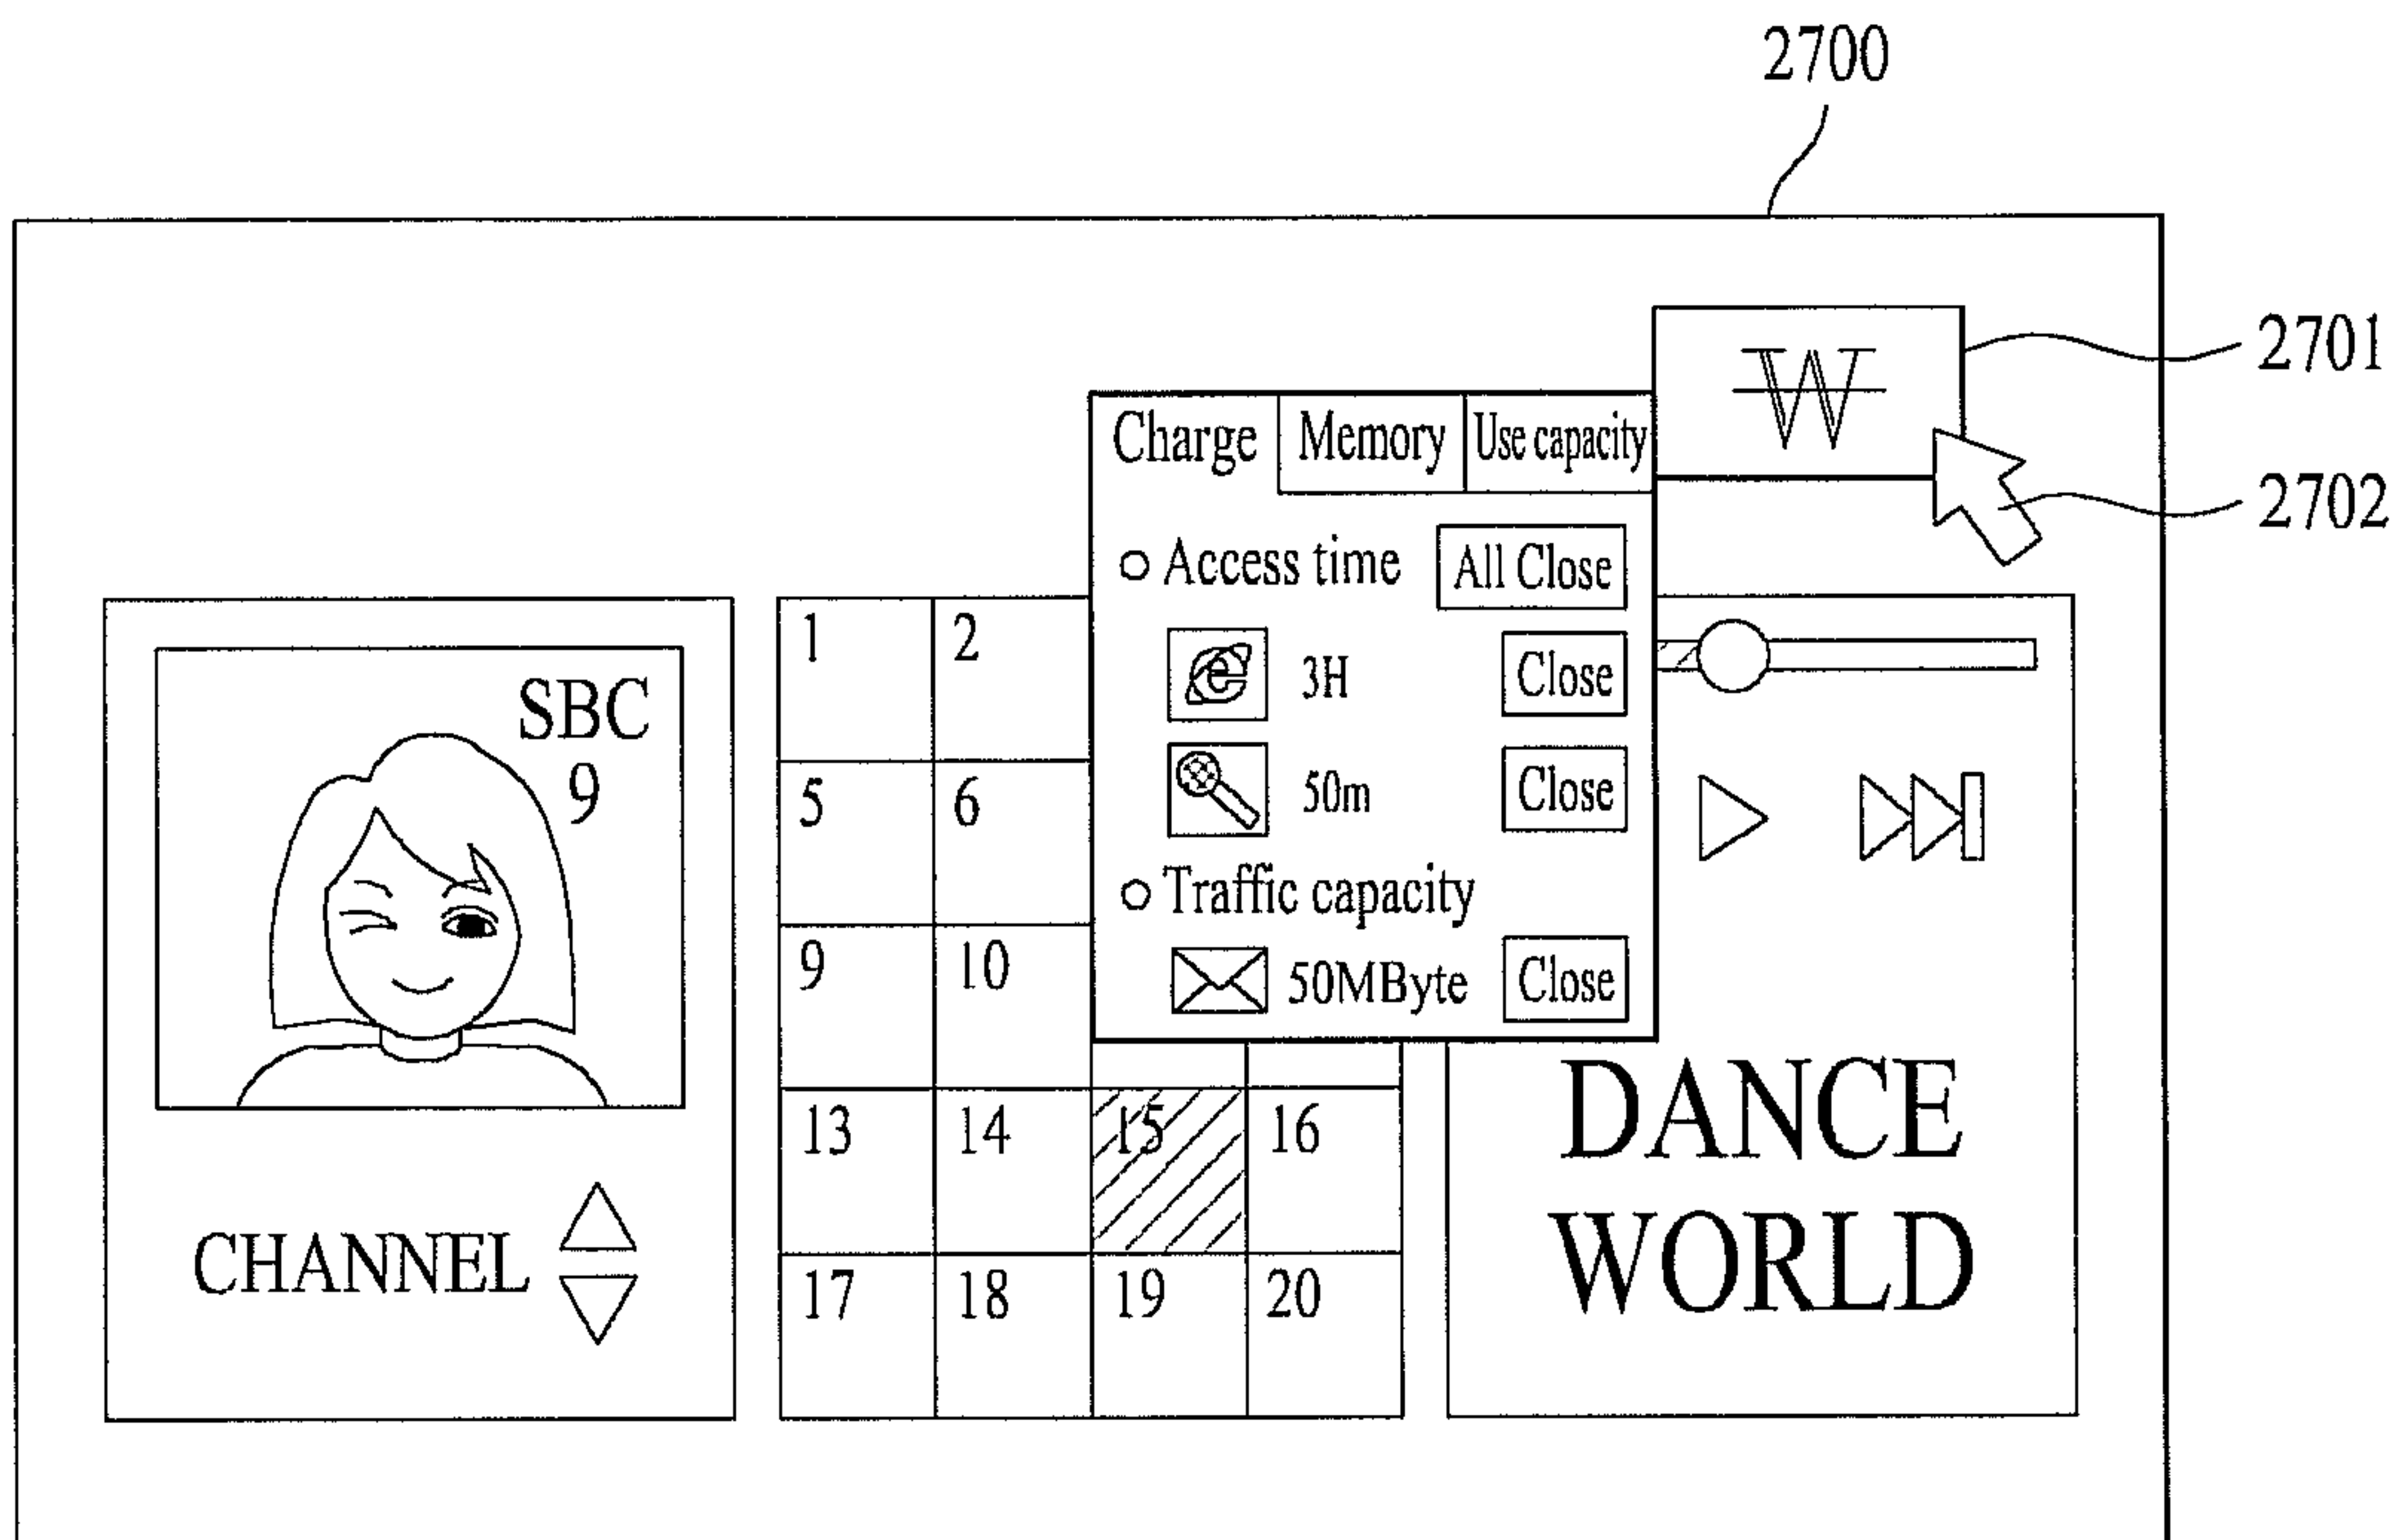 2700
2701
₩
2702
Charge Memory Use capacity
Access time All Close
3H Close
50m Close
Traffic capacity
50MByte Close
SBC
9
CHANNEL
1 2
5 6
9 10
13 14 15 16
17 18 19 20
DANCE
WORLD